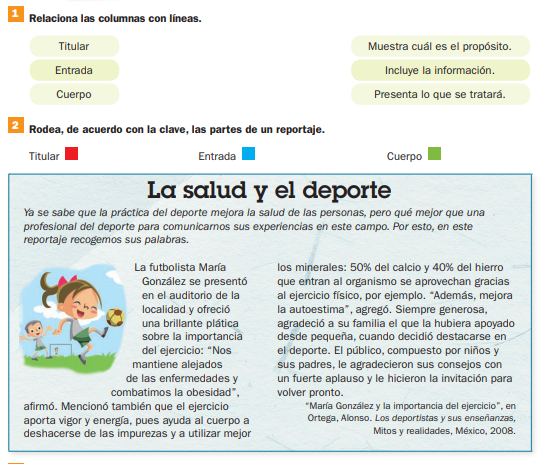 1 Relaciona las columnas con líneas.
Titular
Muestra cuál es el propósito.
Entrada
Incluye la información.
Cuerpo
Presenta lo que se tratará.
2 Rodea, de acuerdo con la clave, las partes de un reportaje.
Titular
Entrada
Cuerpo
La salud y el deporte
Ya se sabe que la práctica del deporte mejora la salud de las personas, pero qué mejor que una
profesional del deporte para comunicarnos sus experiencias en este campo. Por esto, en este
reportaje recogemos sus palabras.
La futbolista María
González se presentó
en el auditorio de la
localidad y ofreció
una brillante plática
sobre la importancia
del ejercicio: “Nos
mantiene alejados
de las enfermedades y
combatimos la obesidad”,
afirmó. Mencionó también que el ejercicio
aporta vigor y energía, pues ayuda al cuerpo a
deshacerse de las impurezas y a utilizar mejor
los minerales: 50% del calcio y 40% del hierro
que entran al organismo se aprovechan gracias
al ejercicio físico, por ejemplo. “Además, mejora
la autoestima”, agregó. Siempre generosa,
agradeció a su familia el que la hubiera apoyado
desde pequeña, cuando decidió destacarse en
el deporte. El público, compuesto por niños y
sus padres, le agradecieron sus consejos con
un fuerte aplauso y le hicieron la invitación para
volver pronto.
“María González y la importancia del ejercicio”, en
Ortega, Alonso. Los deportistas y sus enseñanzas,
Mitos y realidades, México, 2008.